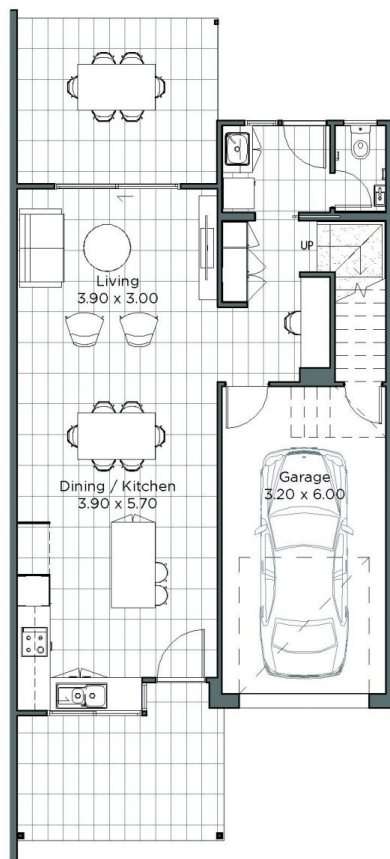 UP
Living
3.90 x 3.00
Dining / Kitchen
3.90 x 5.70
Garage
3.20 x 6.00